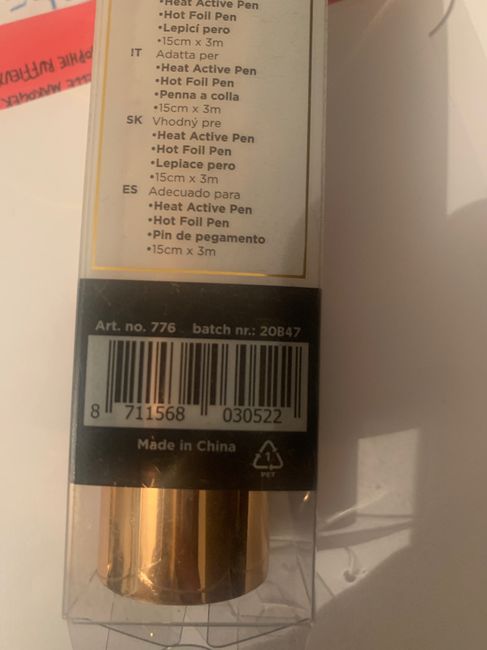 •Heat Active Pen
•Hot Foil Pen
•Lepicí pero
•15cm x 3m
IT Adatta per
•Heat Active Pen
•Hot Foil Pen
•Penna a colla
•15cm x 3m
SK Vhodný pre
•Heat Active Pen
•Hot Foil Pen
•Lepiace pero
•15cm x 3m
ES Adecuado para
•Heat Active Pen
•Hot Foil Pen
•Pin de pegamento
•15cm x 3m
Art. no. 776 batch nr.: 20B47
8 711568 030522
Made in China
1
PET